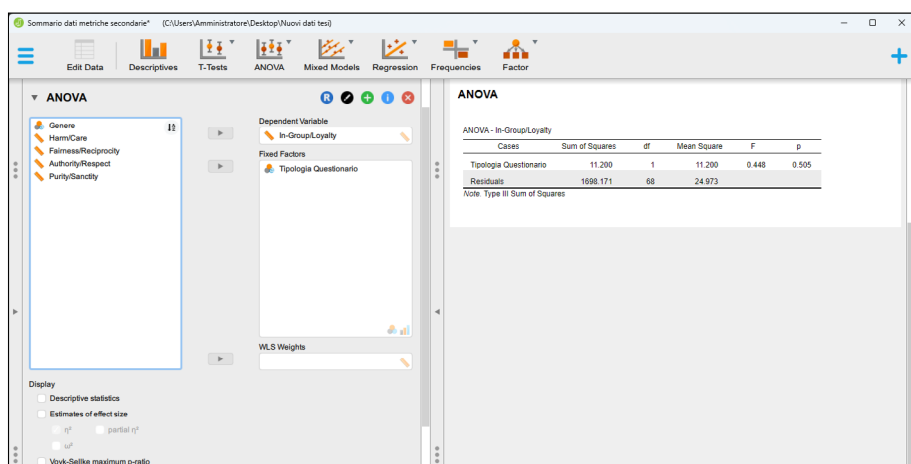 Sommario dati metriche secondarie* (C:\Users\Amministratore\Desktop\Nuovi dati tesi)
Edit Data Descriptives T-Tests ANOVA Mixed Models Regression Frequencies Factor
ANOVA
R
i
Genere
Harm/Care
Fairness/Reciprocity
Authority/Respect
Purity/Sanctity
Dependent Variable
In-Group/Loyalty
Fixed Factors
Tipologia Questionario
WLS Weights
Display
Descriptive statistics
Estimates of effect size
η² partial η²
ω²
Vovk-Sellke maximum p-ratio
ANOVA
ANOVA - In-Group/Loyalty
Cases Sum of Squares df Mean Square F p
Tipologia Questionario 11.200 1 11.200 0.448 0.505
Residuals 1698.171 68 24.973
Note. Type III Sum of Squares